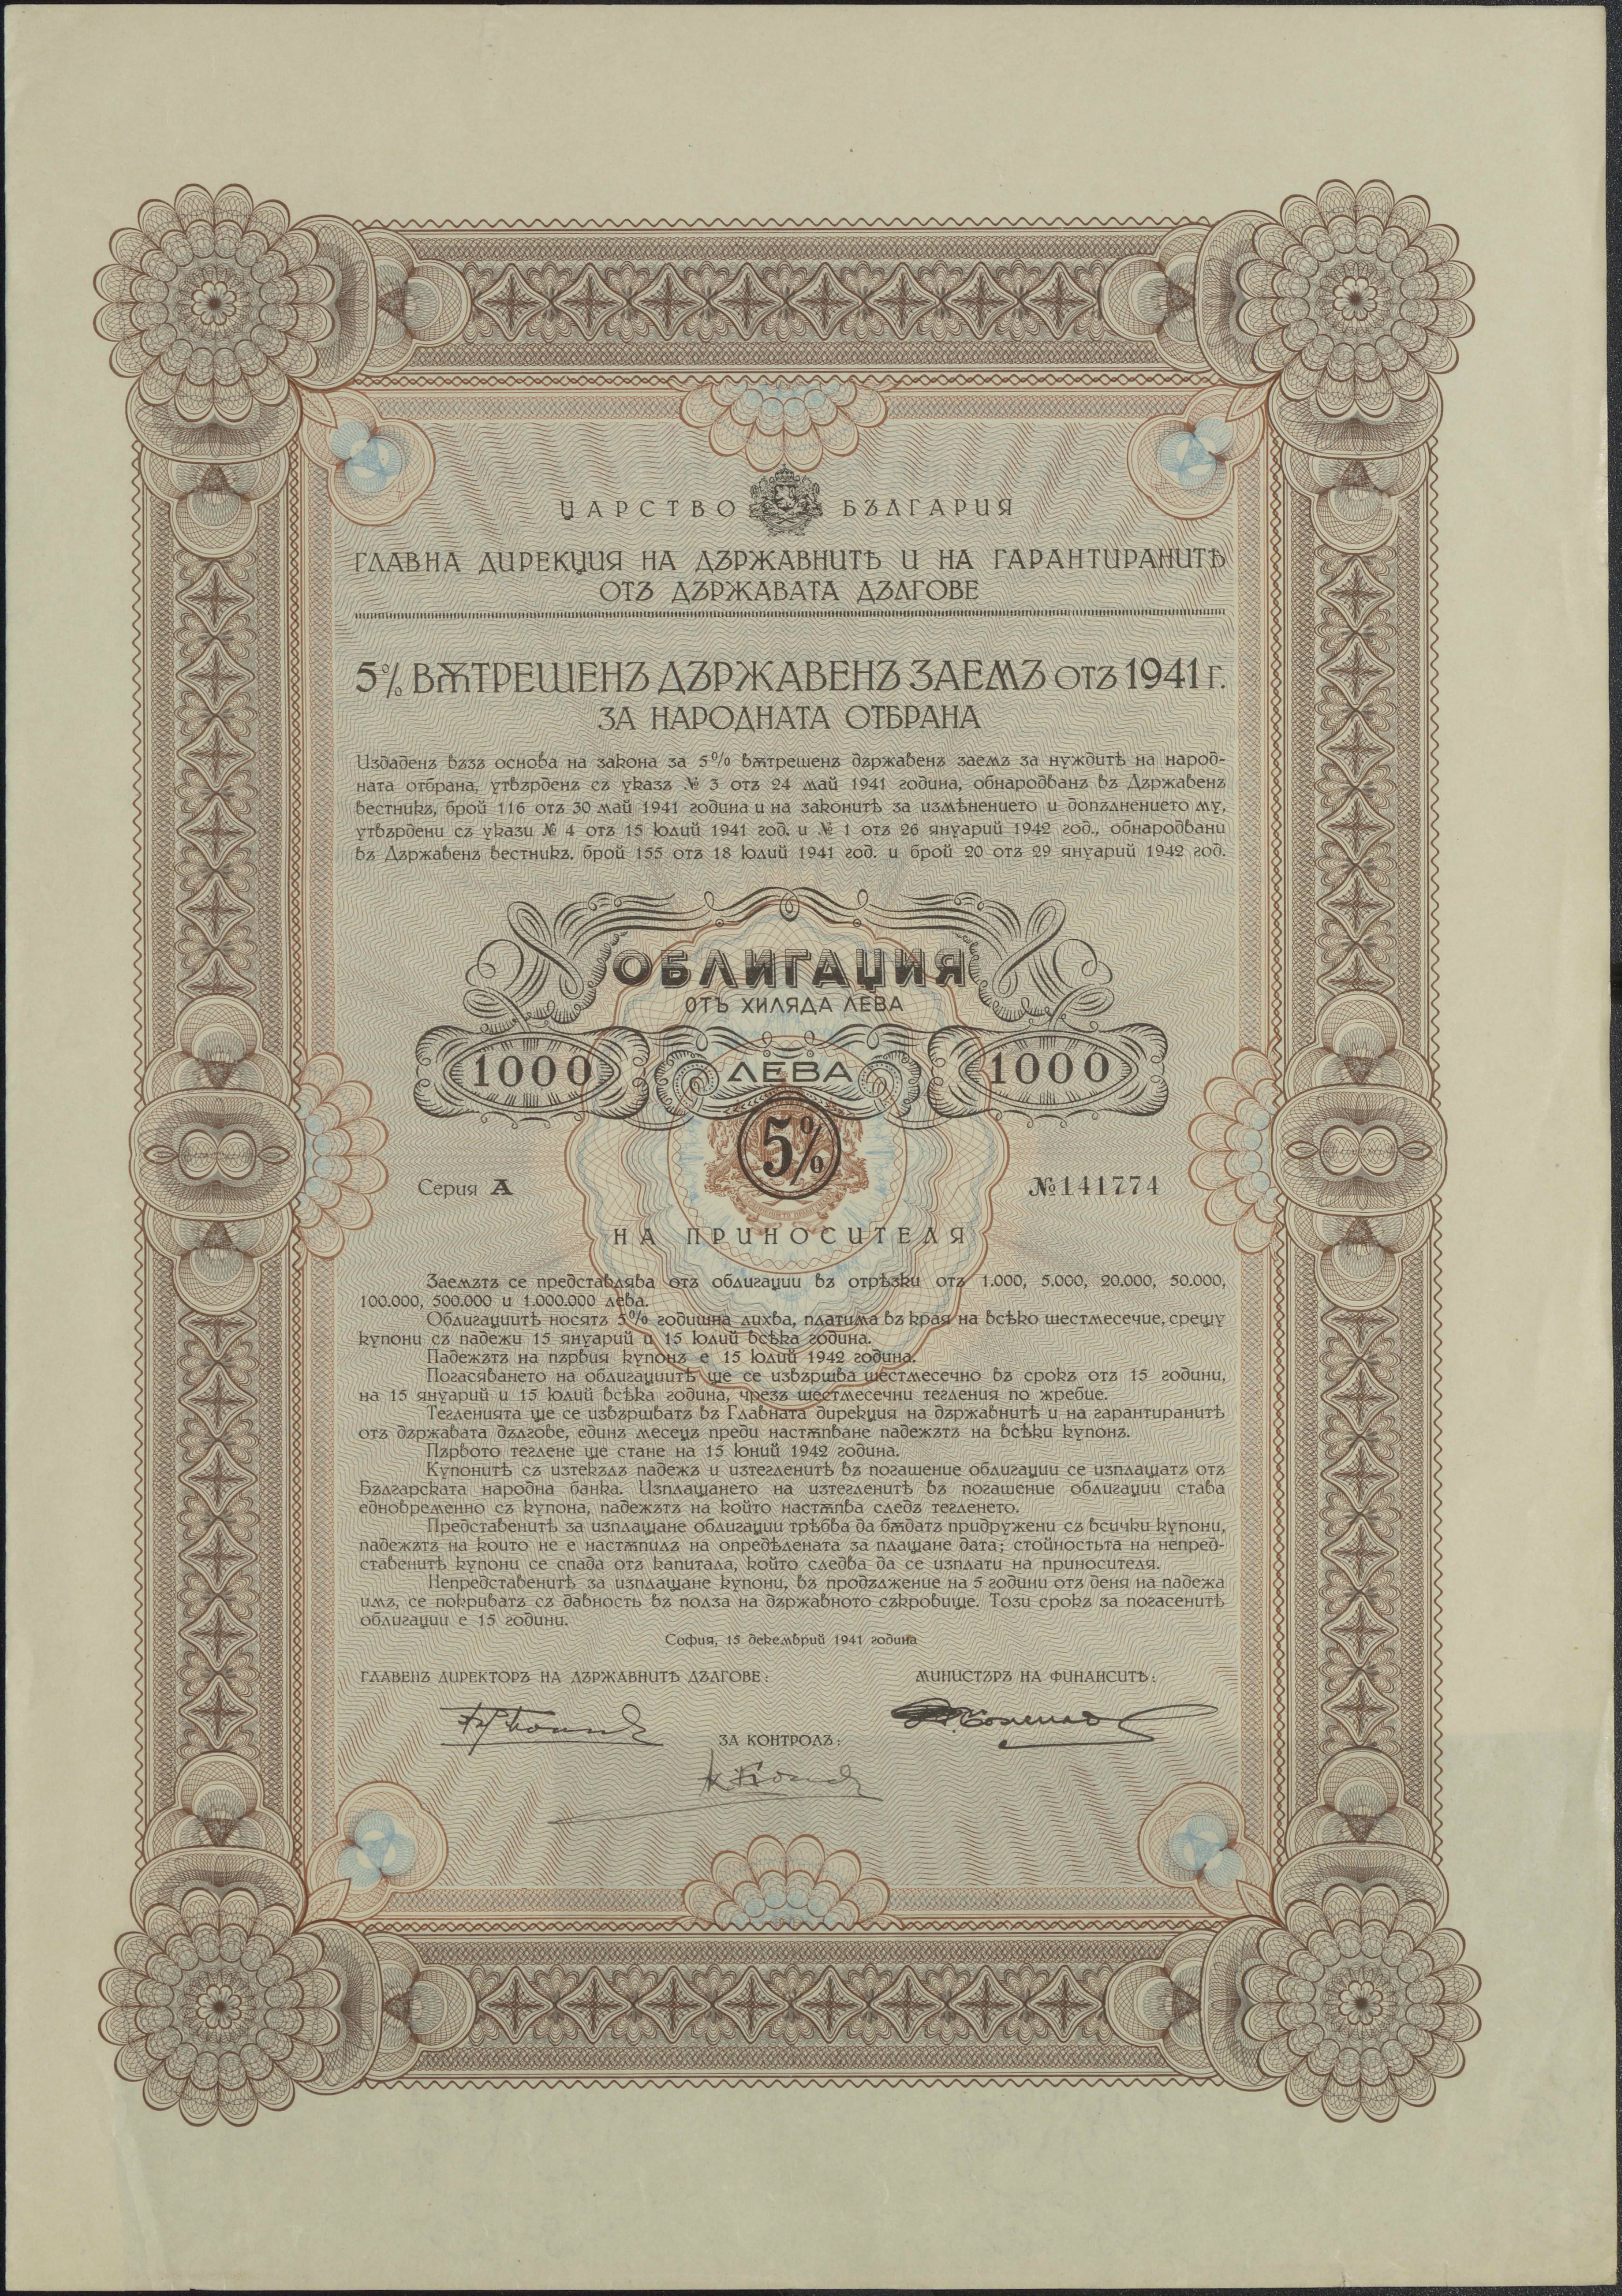 ЦАРСТВО БЪЛГАРИЯ
ГЛАВНА ДИРЕКЦИЯ НА ДЪРЖАВНИТѢ И НА ГАРАНТИРАНИТѢ
ОТЪ ДЪРЖАВАТА ДЪЛГОВЕ
5% ВѪТРЕШЕНЪ ДЪРЖАВЕНЪ ЗАЕМЪ ОТЪ 1941 Г.
ЗА НАРОДНАТА ОТБРАНА
Издаденъ възъ основа на закона за 5% вѫтрешенъ държавенъ заемъ за нуждитѣ на народ-
ната отбрана, утвърденъ съ указъ № 3 отъ 24 май 1941 година, обнародванъ въ Държавенъ
вестникъ, брой 116 отъ 30 май 1941 година и на законитѣ за измѣнението и допълнението му,
утвърдени съ укази № 4 отъ 15 юлий 1941 год. и № 1 отъ 26 януарий 1942 год., обнародвани
въ Държавенъ вестникъ. брой 155 отъ 18 юлий 1941 год. и брой 20 отъ 29 януарий 1942 год.
ОБЛИГАЦИЯ
ОТЪ ХИЛЯДА ЛЕВА
1000 ЛЕВА 1000
5%
Серия А №141774
НА ПРИНОСИТЕЛЯ
Заемътъ се представлява отъ облигации въ отрѣзки отъ 1.000, 5.000, 20.000, 50.000,
100.000, 500.000 и 1.000.000 лева.
Облигациитѣ носятъ 5% годишна лихва, платима въ края на всѣко шестмесечие, срещу
купони съ падежи 15 януарий и 15 юлий всѣка година.
Падежътъ на първия купонъ е 15 юлий 1942 година.
Погасяването на облигациитѣ ще се извършва шестмесечно въ срокъ отъ 15 години,
на 15 януарий и 15 юлий всѣка година, чрезъ шестмесечни тегления по жребие.
Тегленията ще се извършватъ въ Главната дирекция на държавнитѣ и на гарантиранитѣ
отъ държавата дългове, единъ месецъ преди настѫпване падежътъ на всѣки купонъ.
Първото теглене ще стане на 15 юний 1942 година.
Купонитѣ съ изтекълъ падежъ и изтегленитѣ въ погашение облигации се изплащатъ отъ
Българската народна банка. Изплащането на изтегленитѣ въ погашение облигации става
едновременно съ купона, падежътъ на който настѫпва следъ тегленето.
Представенитѣ за изплащане облигации трѣбва да бѫдатъ придружени съ всички купони,
падежътъ на които не е настѫпилъ на опредѣлената за плащане дата; стойностьта на непред-
ставенитѣ купони се спада отъ капитала, който следва да се изплати на приносителя.
Непредставенитѣ за изплащане купони, въ продължение на 5 години отъ деня на падежа
имъ, се покриватъ съ давность въ полза на държавното съкровище. Този срокъ за погасенитѣ
облигации е 15 години.
София, 15 декемврий 1941 година
ГЛАВЕНЪ ДИРЕКТОРЪ НА ДЪРЖАВНИТѢ ДЪЛГОВЕ: МИНИСТЪРЪ НА ФИНАНСИТѢ:
ЗА КОНТРОЛЪ: